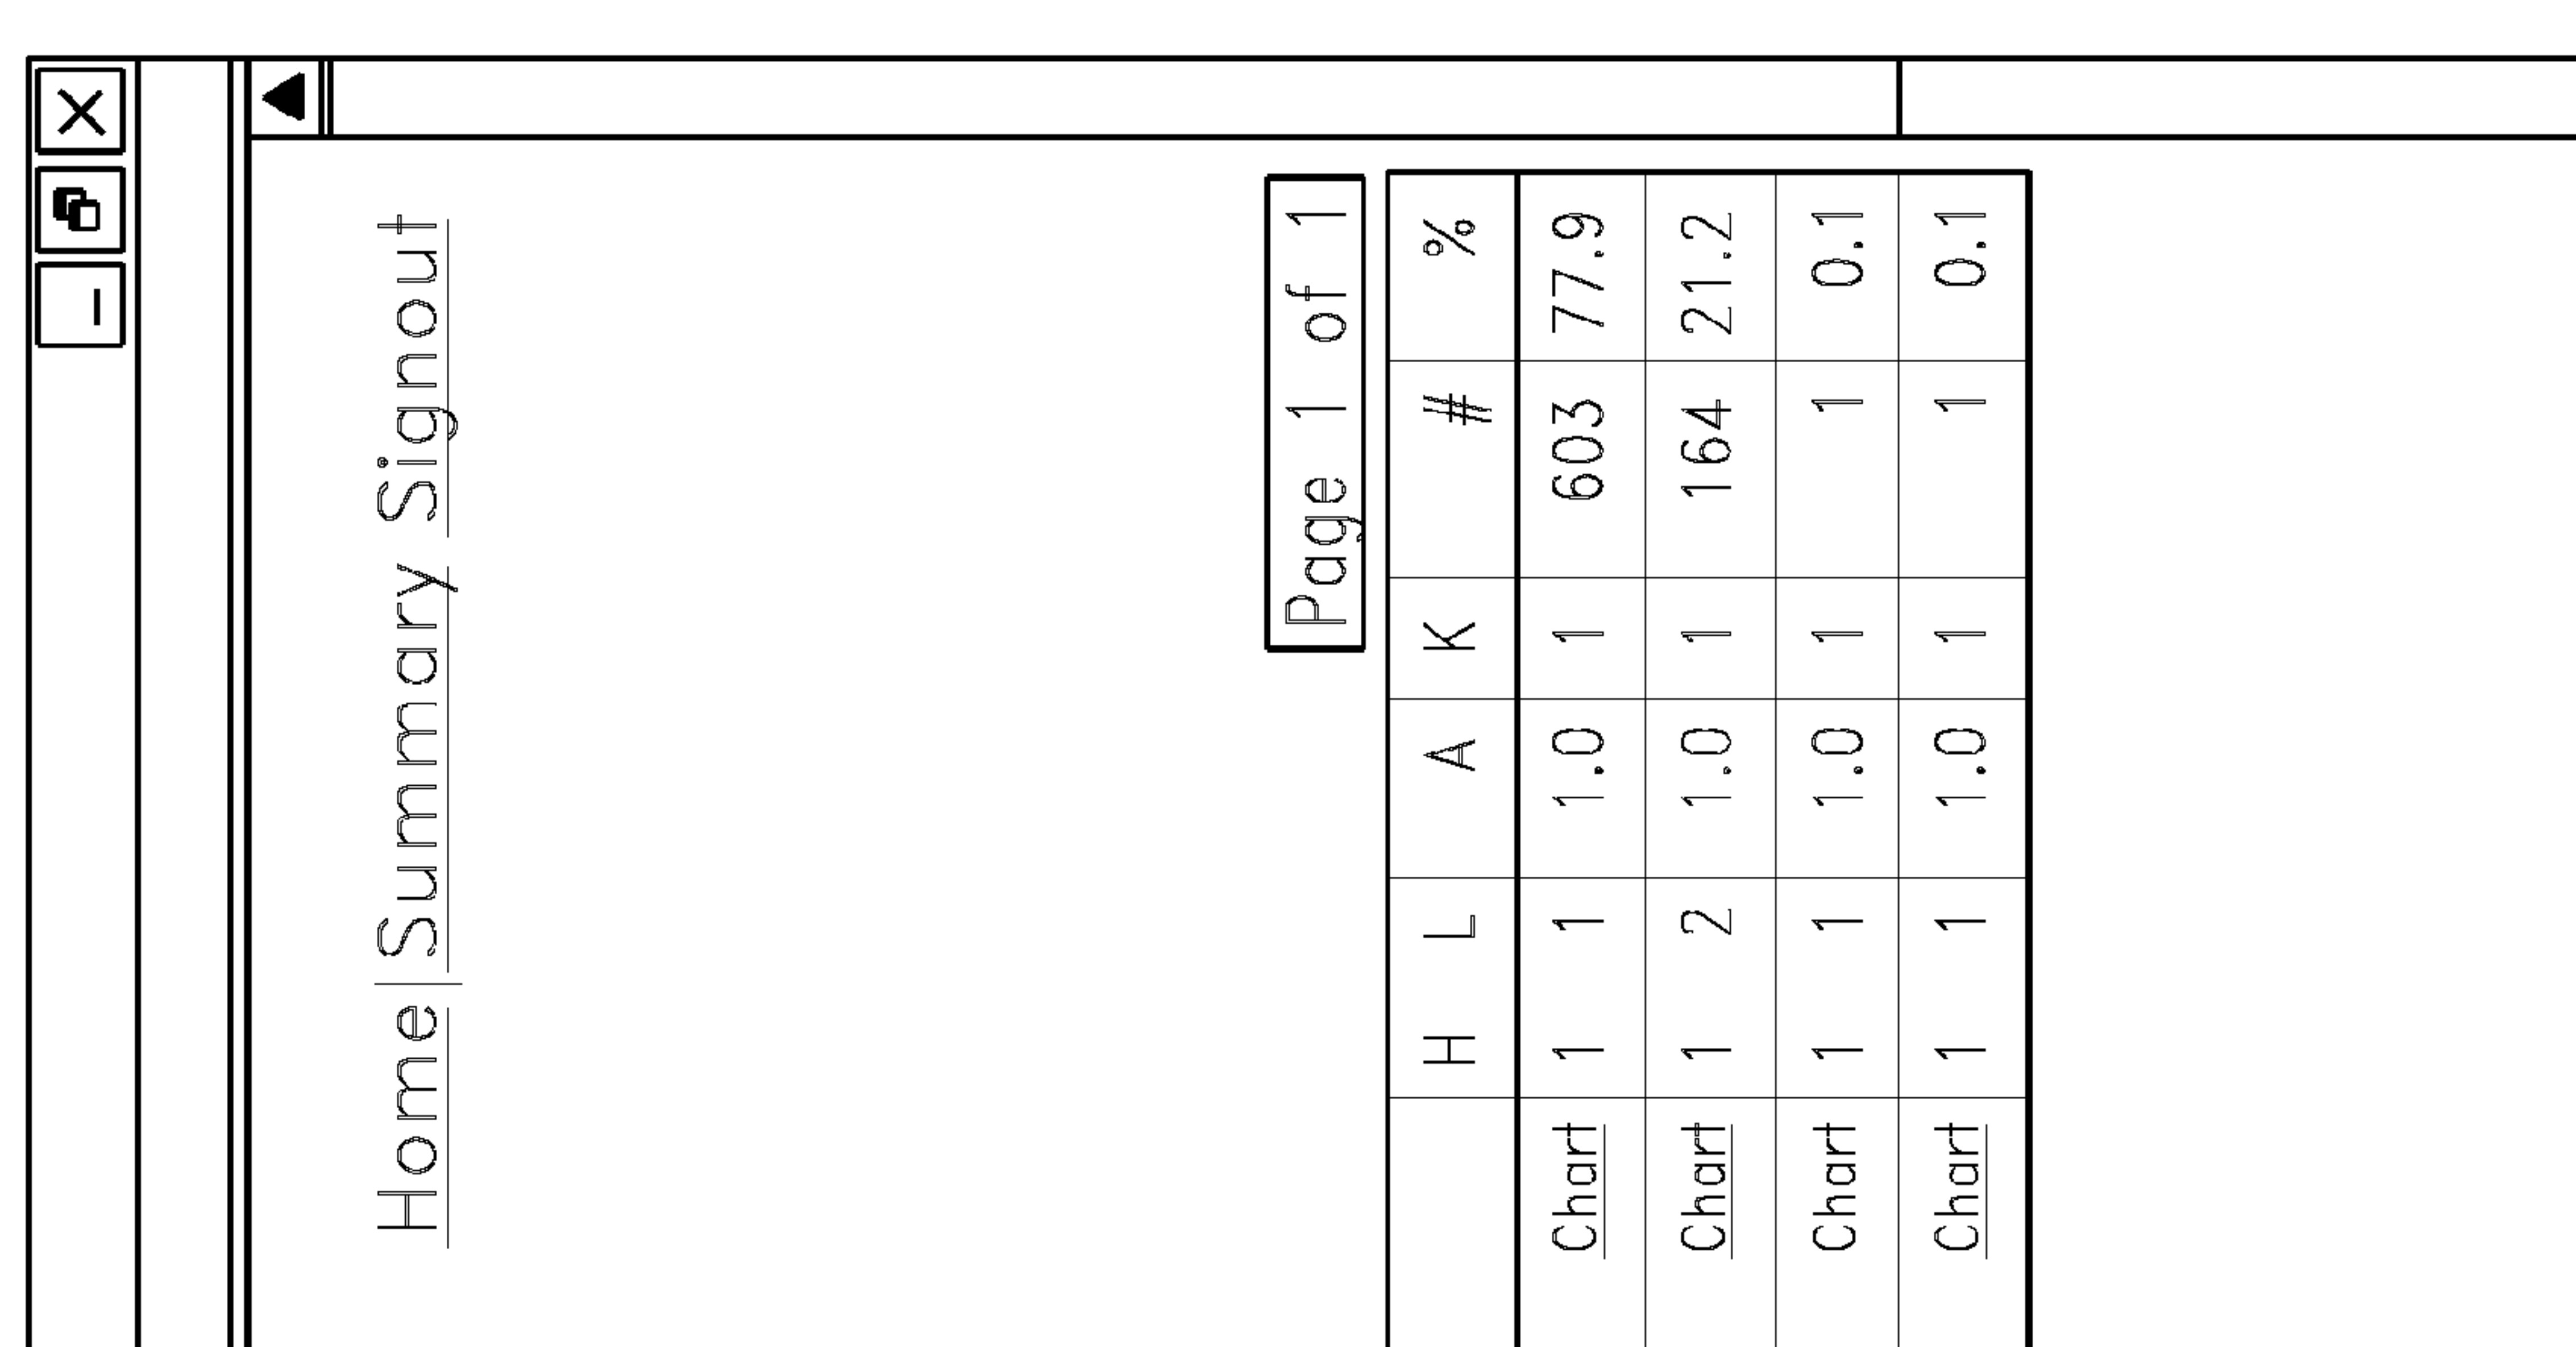 Home Summary Signout
Page 1 of 1
H L A K # %
Chart 1 1 1.0 1 603 77.9
Chart 1 2 1.0 1 164 21.2
Chart 1 1 1.0 1 1 0.1
Chart 1 1 1.0 1 1 0.1